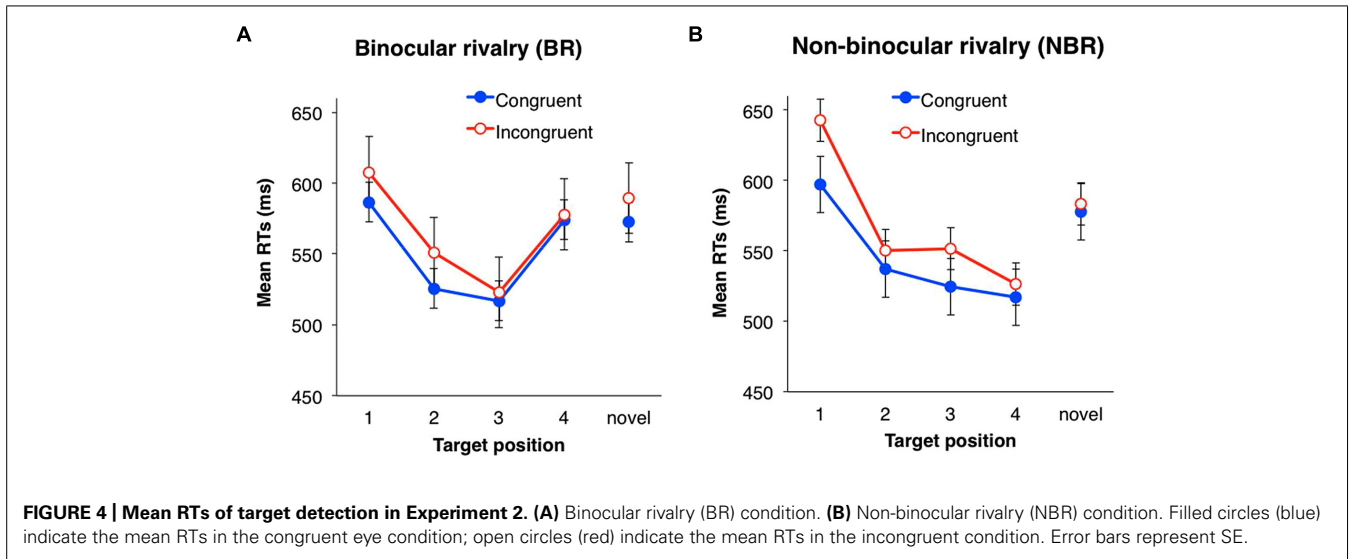 A
Binocular rivalry (BR)
Congruent
Incongruent
650
600
550
500
450
Mean RTs (ms)
1 2 3 4 novel
Target position
B
Non-binocular rivalry (NBR)
Congruent
Incongruent
650
600
550
500
450
Mean RTs (ms)
1 2 3 4 novel
Target position
FIGURE 4 | Mean RTs of target detection in Experiment 2. (A) Binocular rivalry (BR) condition. (B) Non-binocular rivalry (NBR) condition. Filled circles (blue)
indicate the mean RTs in the congruent eye condition; open circles (red) indicate the mean RTs in the incongruent condition. Error bars represent SE.